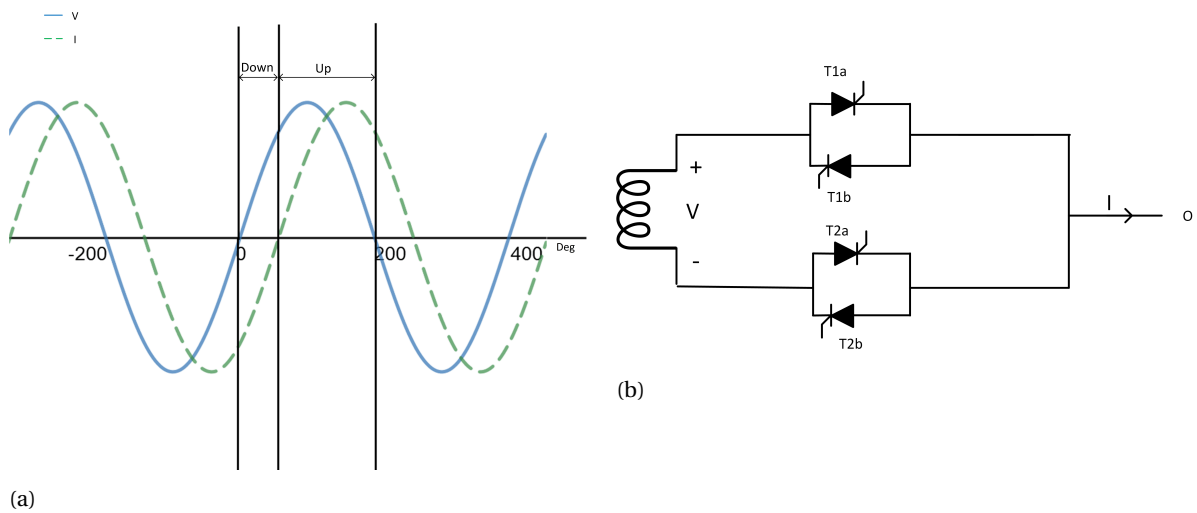 V
I
Down
Up
-200
0
200
400
Deg
(a)
T1a
T1b
+
V
-
T2a
T2b
I
O
(b)